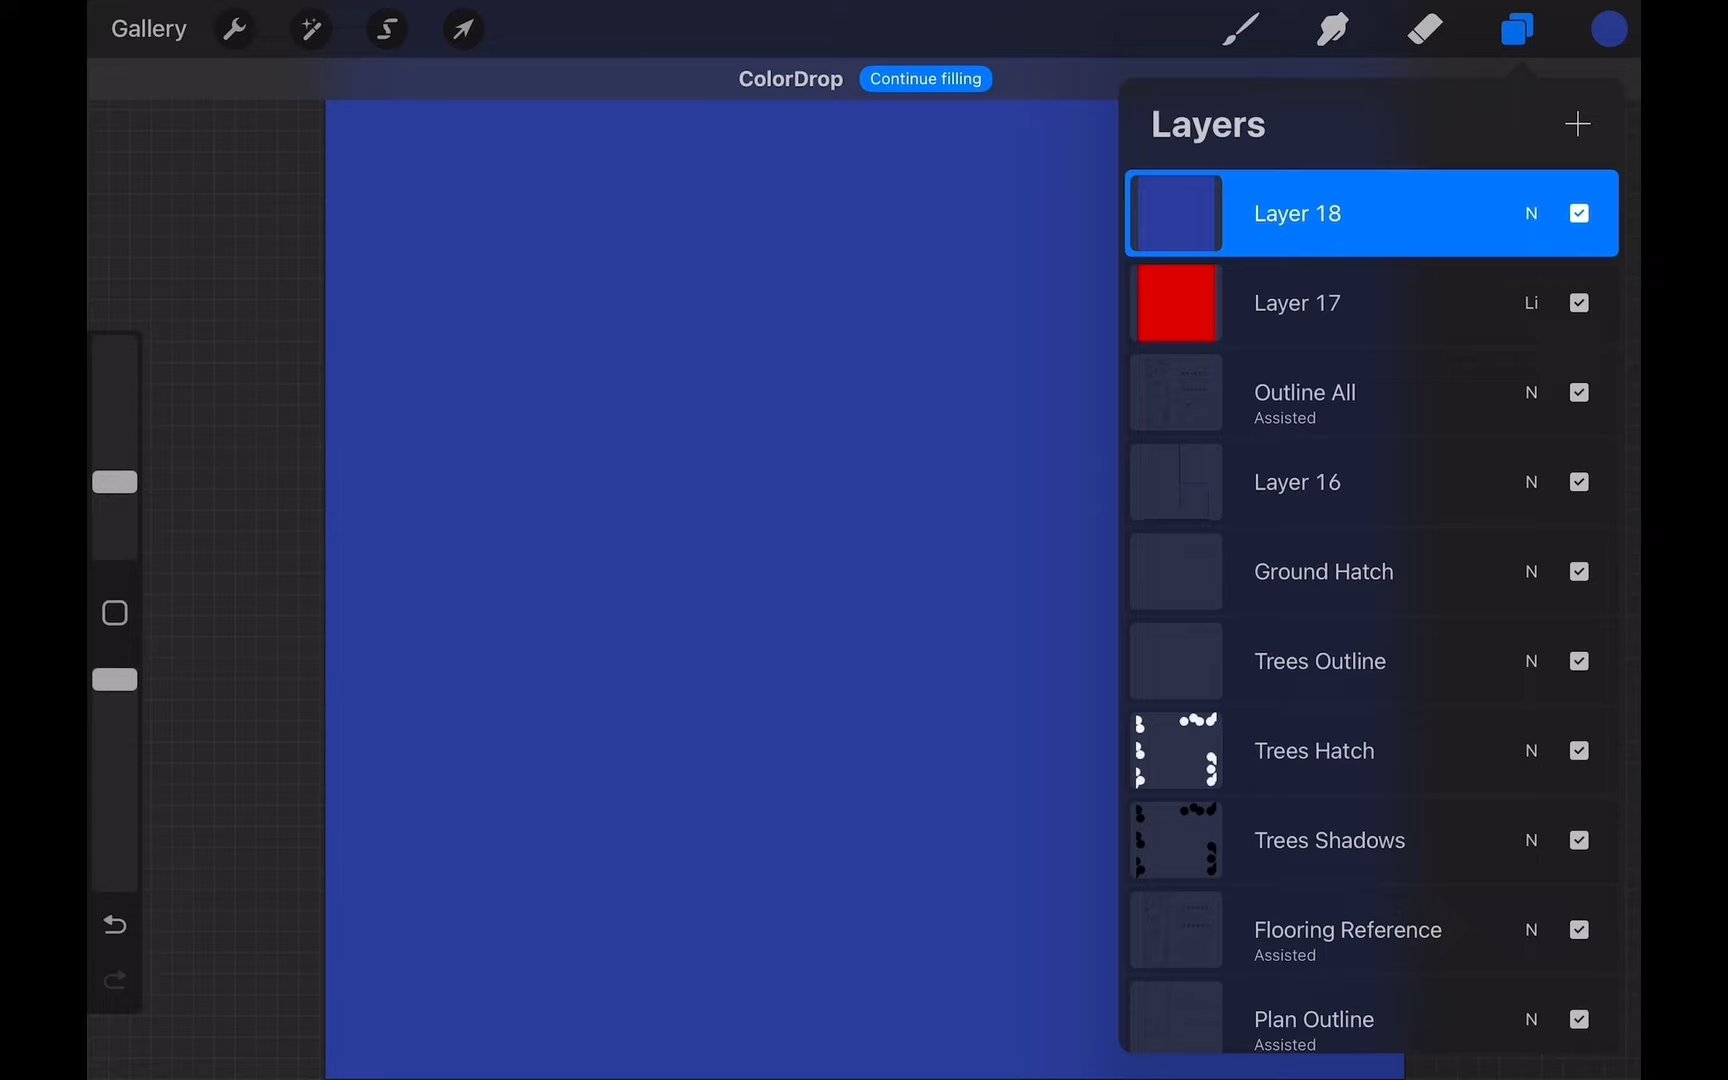 Gallery
ColorDrop Continue filling
Layers
Layer 18 N
Layer 17 Li
Outline All N
Assisted
Layer 16 N
Ground Hatch N
Trees Outline N
Trees Hatch N
Trees Shadows N
Flooring Reference N
Assisted
Plan Outline N
Assisted